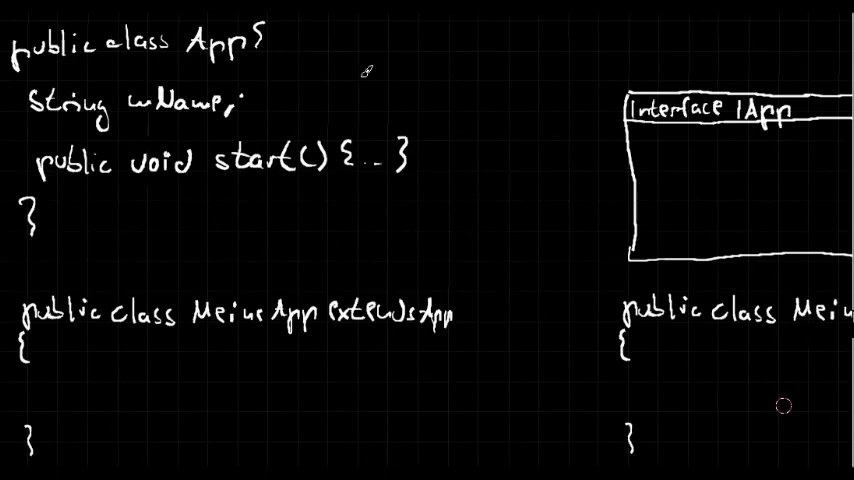 public class App{
string mName;
public void start() {... }
}
public class MeineApp extends App
{
}
Interface IApp
public class Mein
{
}